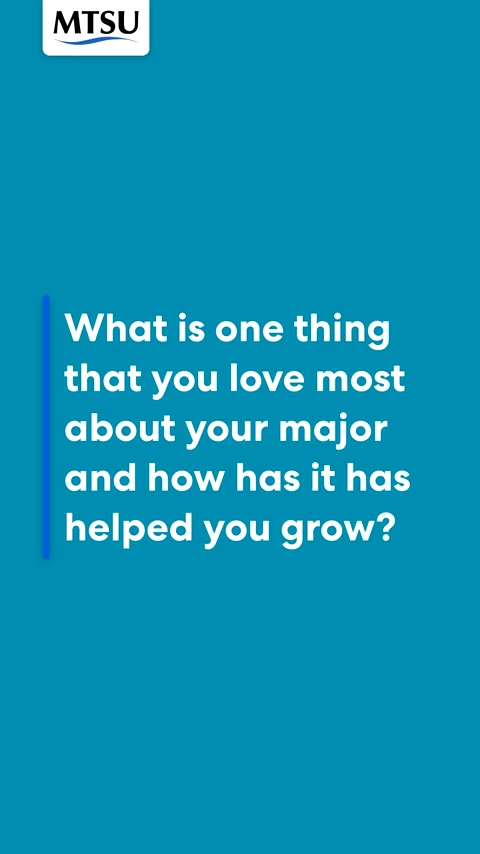 MTSU
What is one thing
that you love most
about your major
and how has it has
helped you grow?